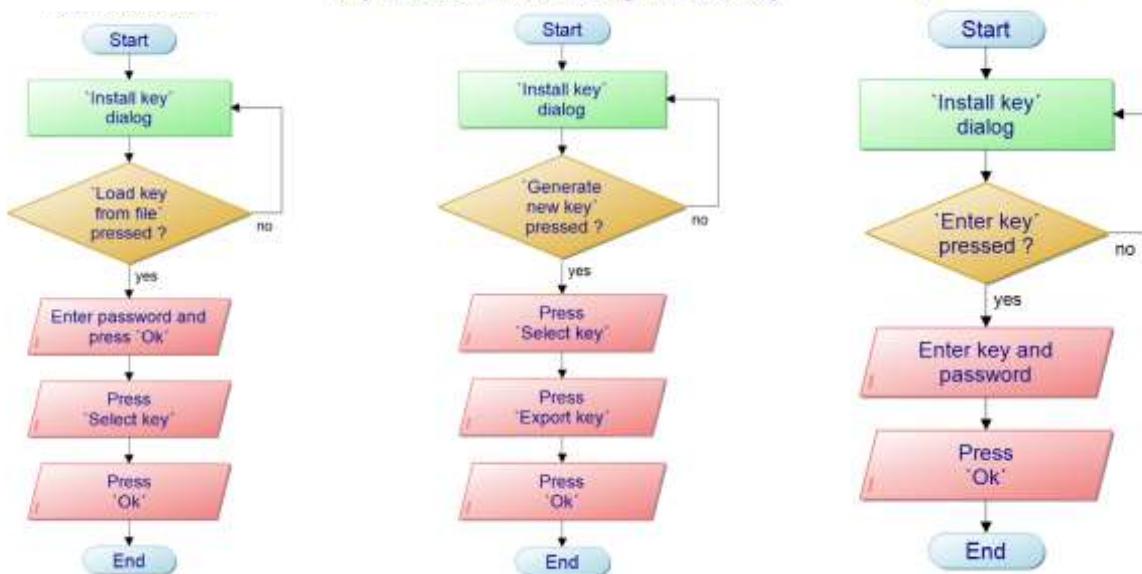 Start
`Install key´
dialog
`Load key
from file´
pressed ?
no
yes
Enter password and
press `Ok´
Press
`Select key´
Press
`Ok´
End
Start
`Install key´
dialog
`Generate
new key´
pressed ?
no
yes
Press
`Select key´
Press
`Export key´
Press
`Ok´
End
Start
`Install key´
dialog
`Enter key´
pressed ?
no
yes
Enter key and
password
Press
`Ok´
End